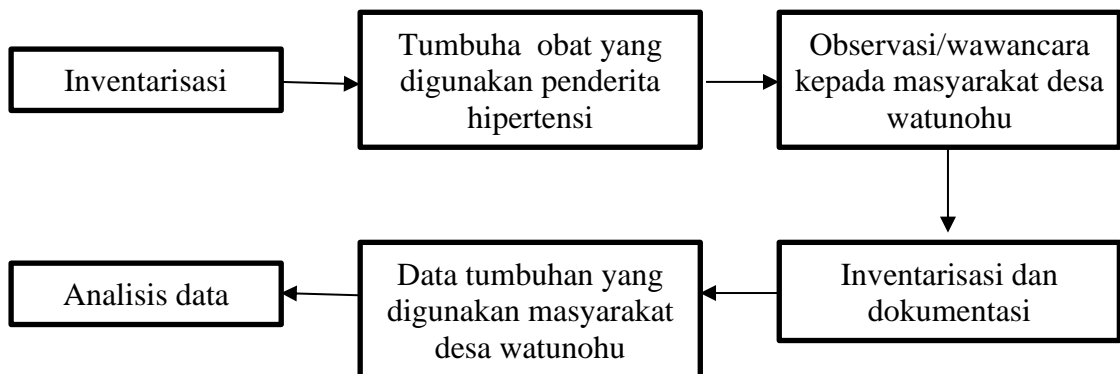 Inventarisasi
Tumbuha  obat yang
digunakan penderita
hipertensi
Observasi/wawancara
kepada masyarakat desa
watunohu
Inventarisasi dan
dokumentasi
Data tumbuhan yang
digunakan masyarakat
desa watunohu
Analisis data